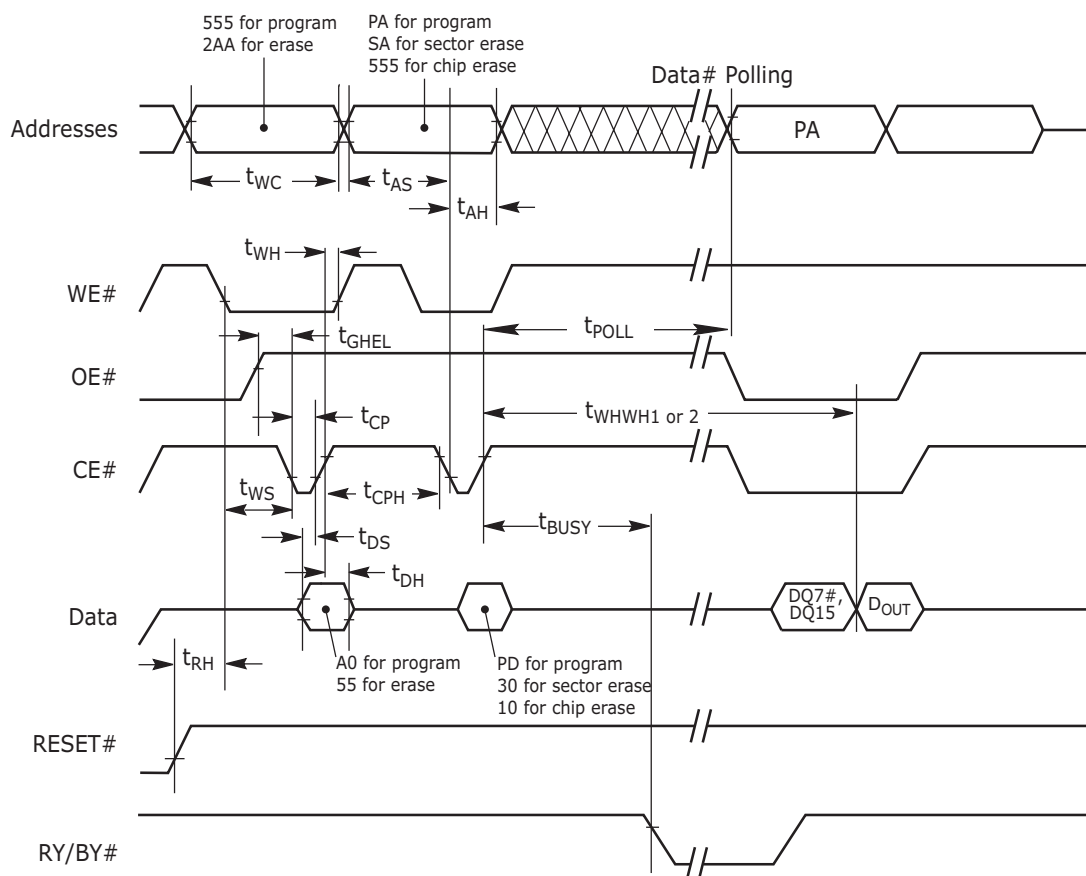 555 for program
2AA for erase
PA for program
SA for sector erase
555 for chip erase
Data# Polling
Addresses
PA
tWC
tAS
tAH
tWH
WE#
tGHEL
tPOLL
OE#
tCP
tWHWH1 or 2
CE#
tWS
tCPH
tBUSY
tDS
tDH
Data
DQ7#,
DQ15
DOUT
tRH
A0 for program
55 for erase
PD for program
30 for sector erase
10 for chip erase
RESET#
RY/BY#